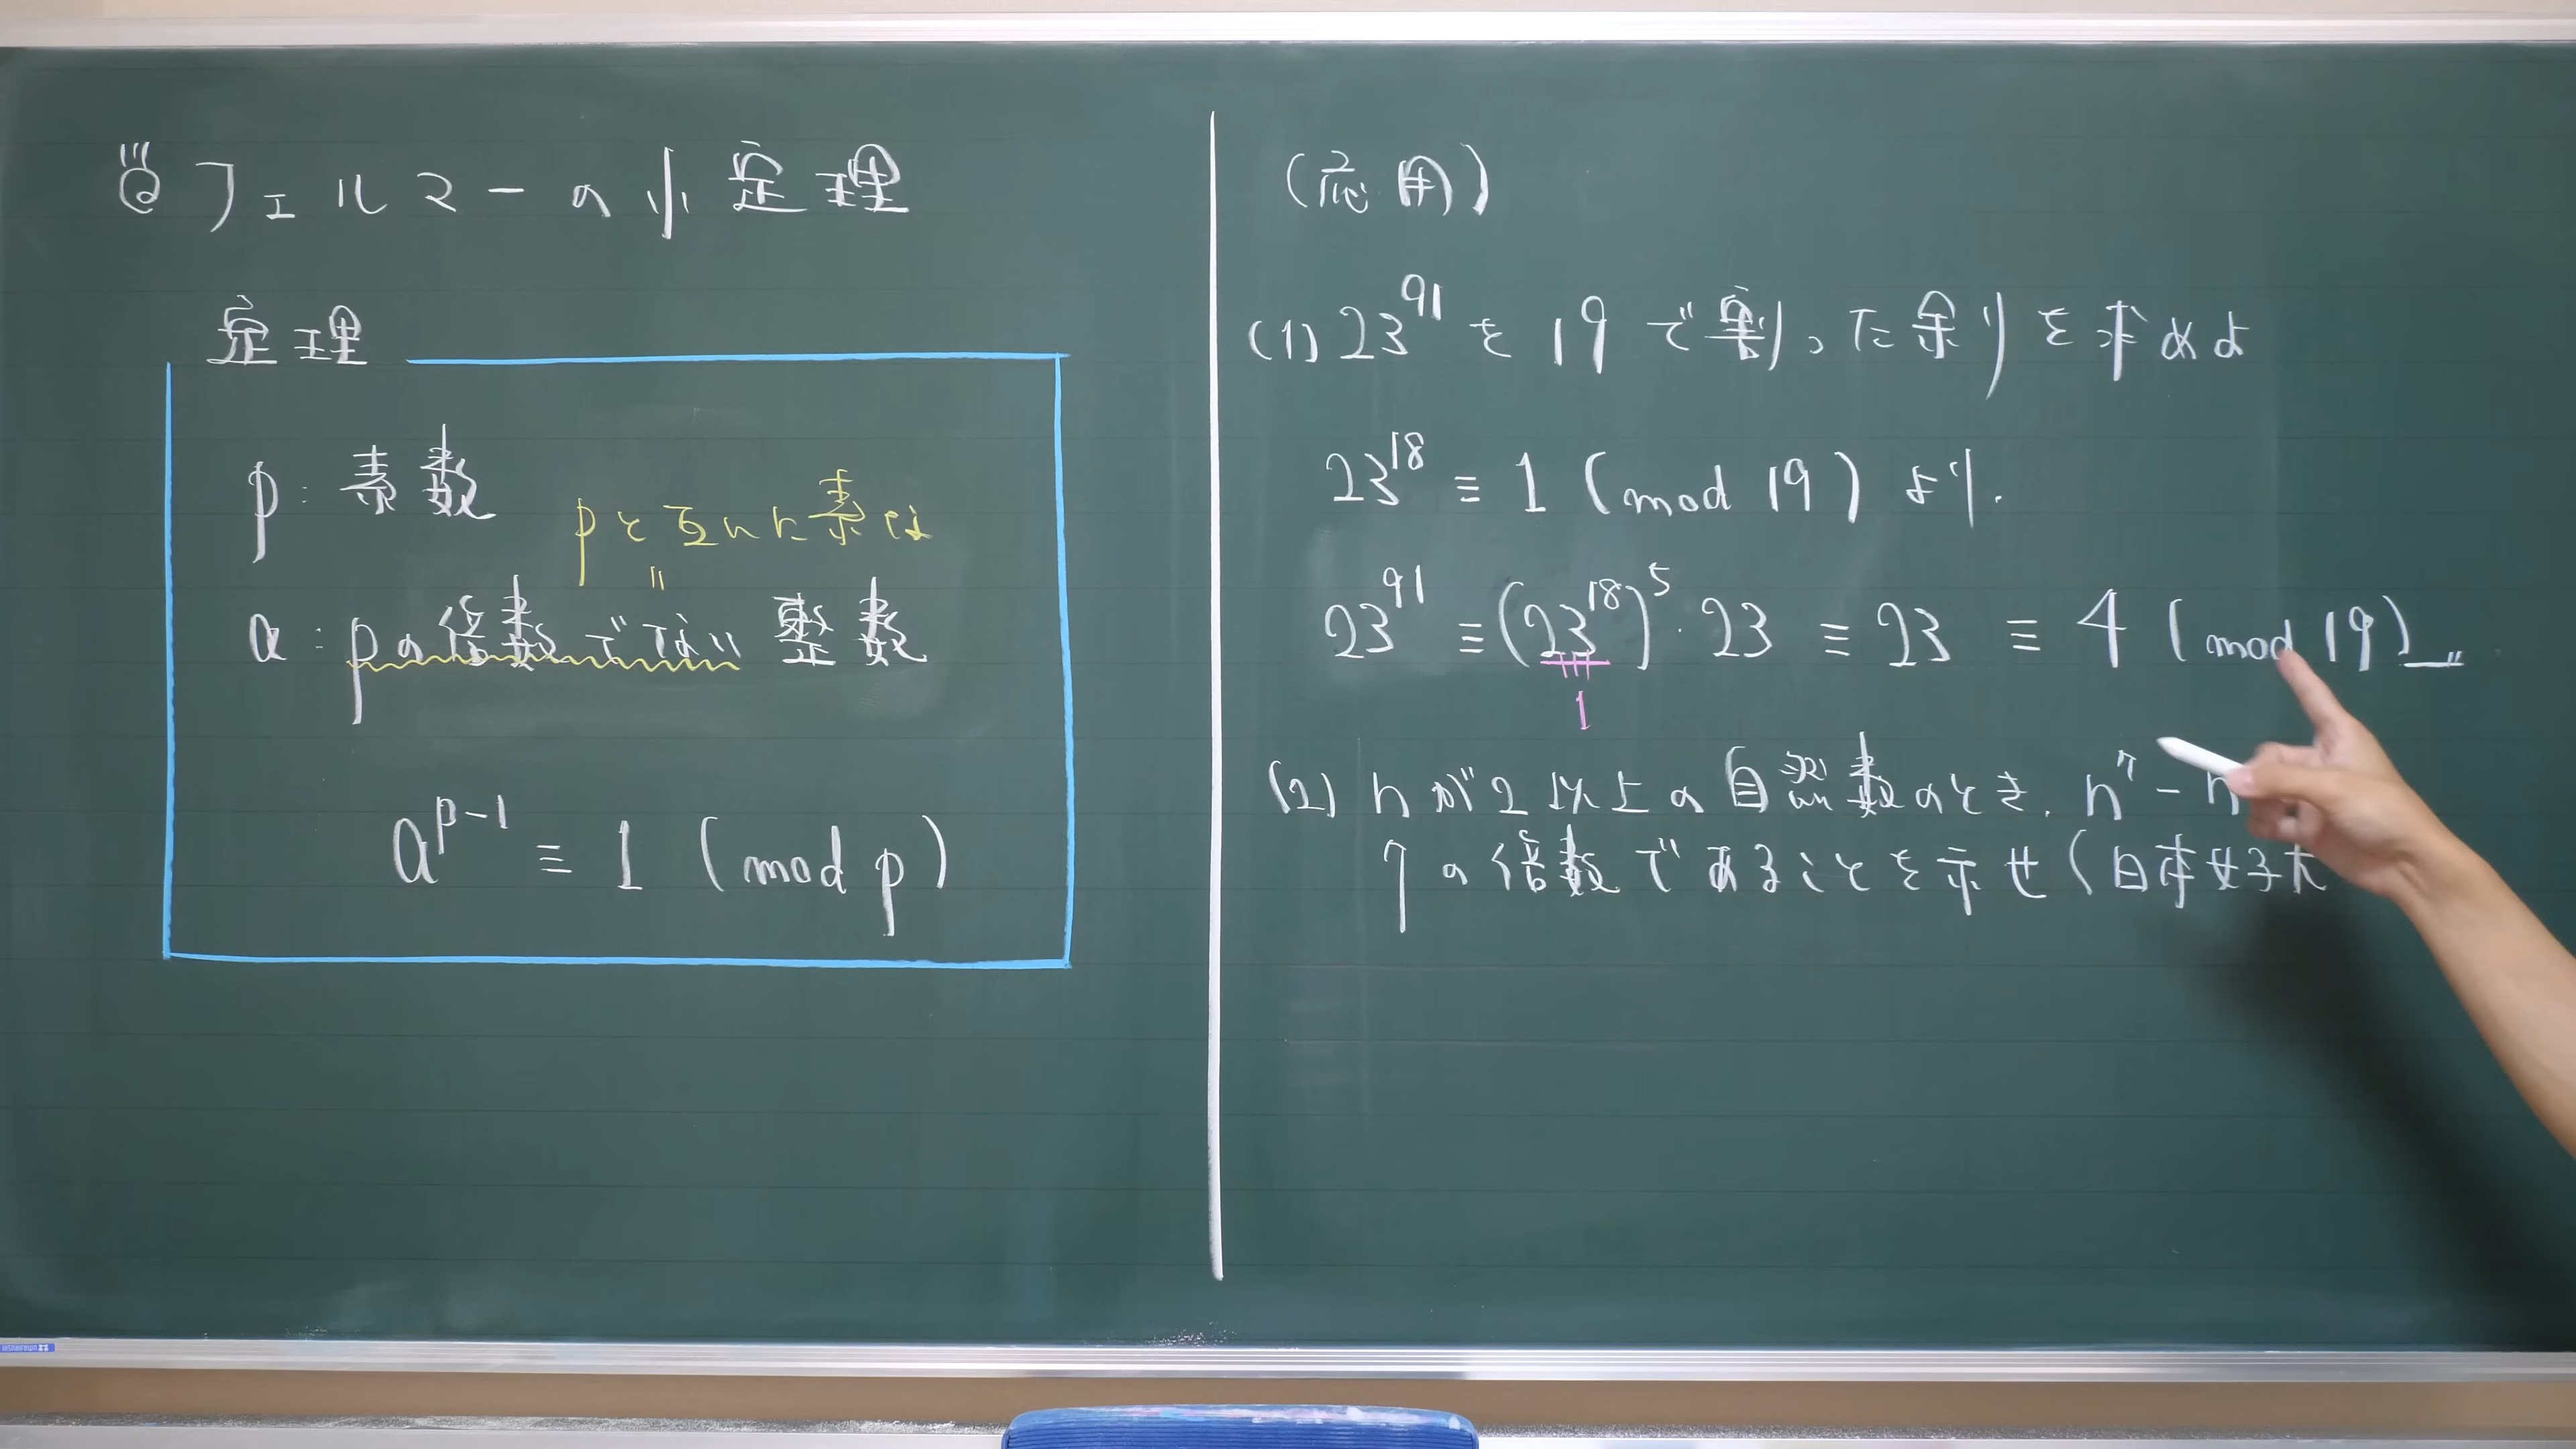 フェルマーの小定理
定理
p: 素数
pと互いに素な
=
a: pの倍数でない整数
a^{p-1} ≡ 1 (mod p)
(応用)
(1) 23^{91} を 19 で割った余りを求めよ
23^{18} ≡ 1 (mod 19) より.
23^{91} ≡ (23^{18})^5 · 23 ≡ 23 ≡ 4 (mod 19)
1
(2) nが2以上の自然数のとき, n^7 - n
7の倍数であることを示せ (日本女子大